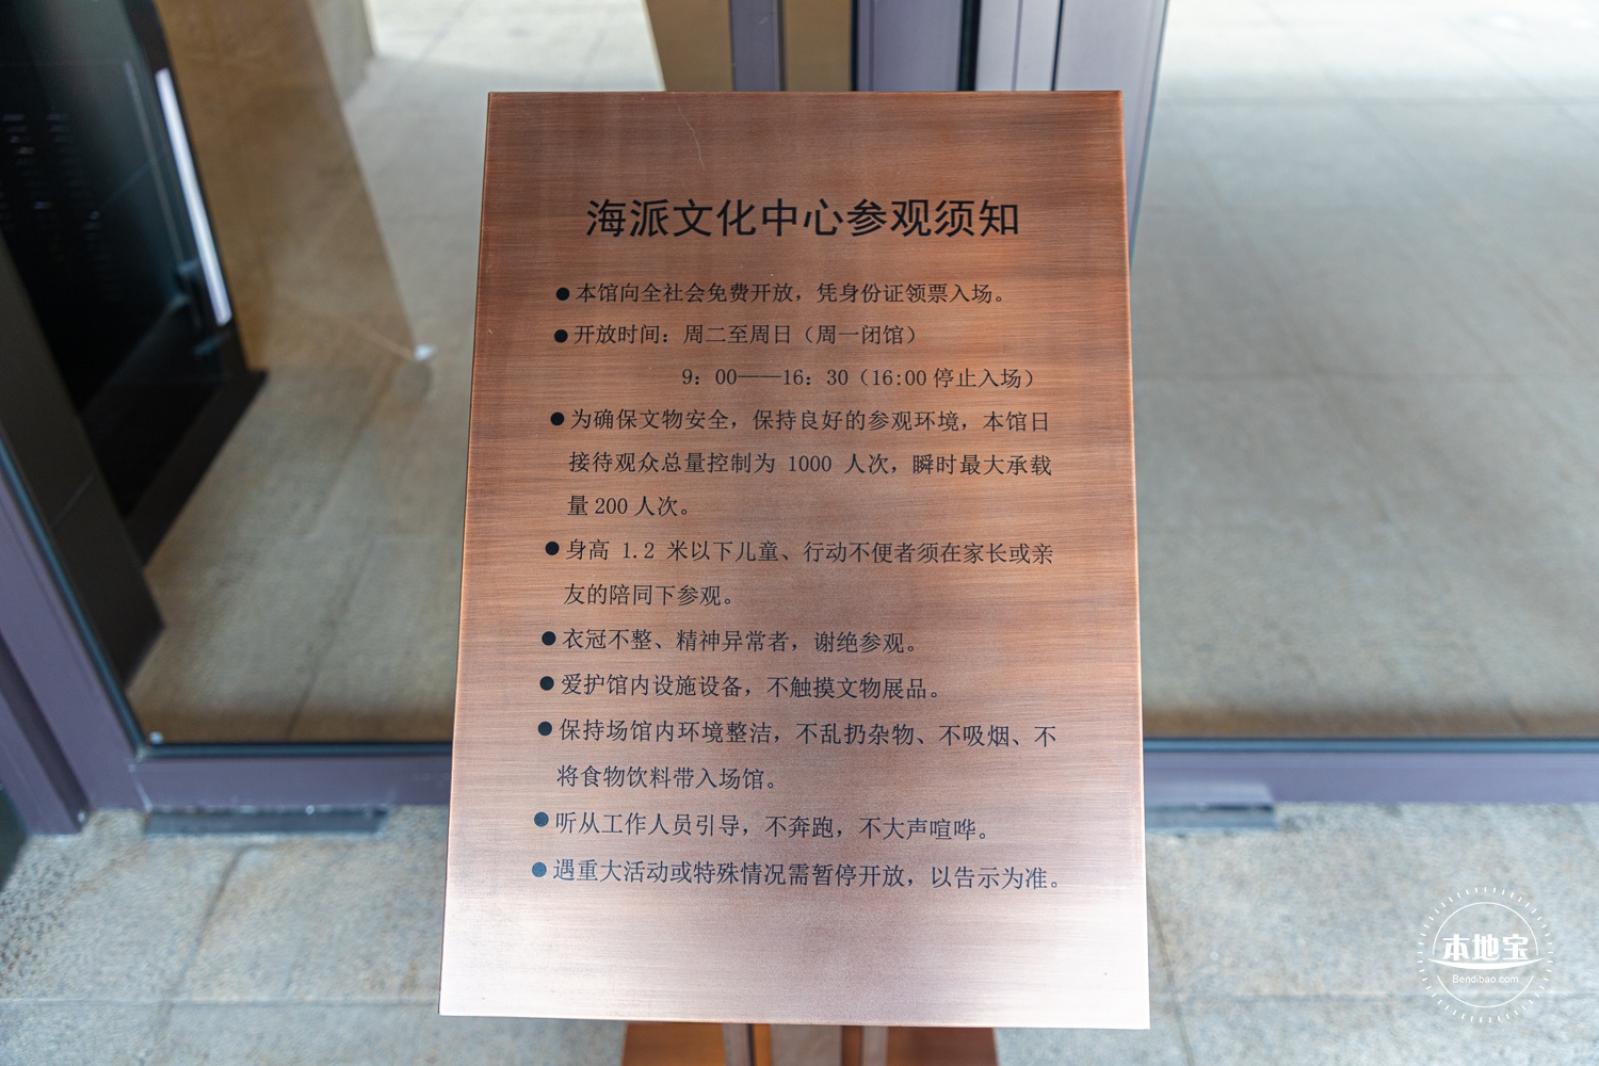 海派文化中心参观须知
●本馆向全社会免费开放，凭身份证领票入场。
●开放时间：周二至周日（周一闭馆）
9：00——16：30（16:00停止入场）
●为确保文物安全，保持良好的参观环境，本馆日
接待观众总量控制为 1000 人次，瞬时最大承载
量200人次。
●身高 1.2 米以下儿童、行动不便者须在家长或亲
友的陪同下参观。
●衣冠不整、精神异常者，谢绝参观。
●爱护馆内设施设备，不触摸文物展品。
●保持场馆内环境整洁，不乱扔杂物、不吸烟、不
将食物饮料带入场馆。
●听从工作人员引导，不奔跑，不大声喧哗。
●遇重大活动或特殊情况需暂停开放，以告示为准。
本地宝
Bendibao.com